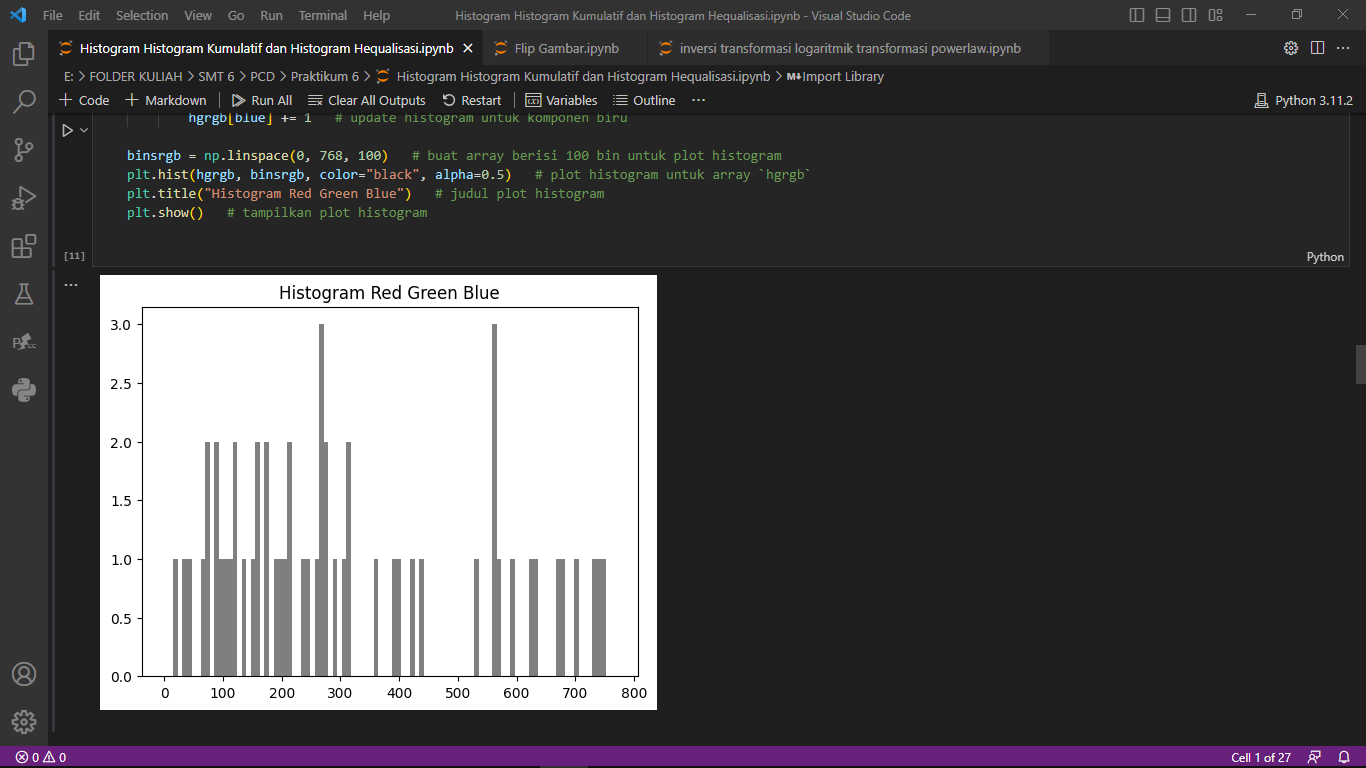 File Edit Selection View Go Run Terminal Help Histogram Histogram Kumulatif dan Histogram Hequalisasi.ipynb - Visual Studio Code
Histogram Histogram Kumulatif dan Histogram Hequalisasi.ipynb Flip Gambar.ipynb inversi transformasi logaritmik transformasi powerlaw.ipynb
E: > FOLDER KULIAH > SMT 6 > PCD > Praktikum 6 > Histogram Histogram Kumulatif dan Histogram Hequalisasi.ipynb > M↓Import Library
+ Code + Markdown Run All Clear All Outputs Restart Variables Outline ... Python 3.11.2
hgrgb[blue] += 1 # update histogram untuk komponen biru
binsrgb = np.linspace(0, 768, 100) # buat array berisi 100 bin untuk plot histogram
plt.hist(hgrgb, binsrgb, color="black", alpha=0.5) # plot histogram untuk array `hgrgb`
plt.title("Histogram Red Green Blue") # judul plot histogram
plt.show() # tampilkan plot histogram
[11] Python
...
Histogram Red Green Blue
3.0
2.5
2.0
1.5
1.0
0.5
0.0
0 100 200 300 400 500 600 700 800
0 0 Cell 1 of 27